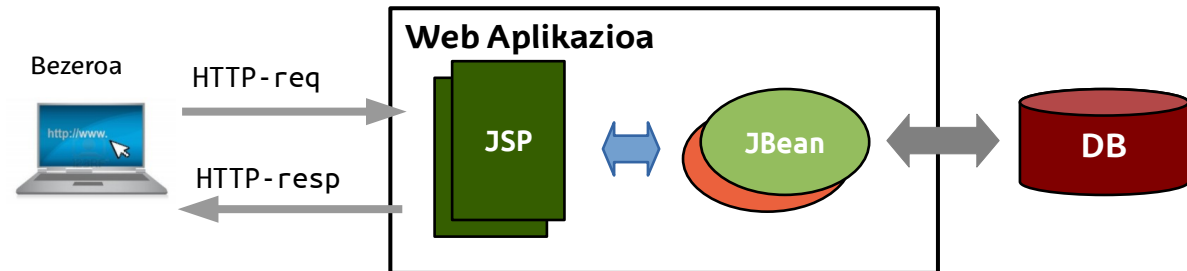 Web Aplikazioa
Bezeroa
HTTP-req
http://www.
JSP
JBean
DB
HTTP-resp